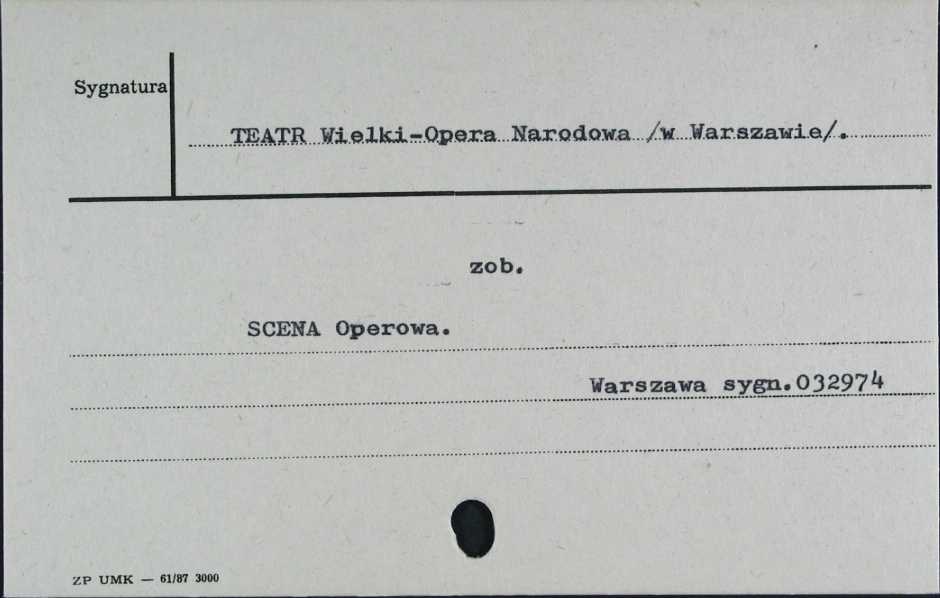 Sygnatura
TEATR Wielki-Opera Narodowa /w Warszawie/.
zob.
SCENA Operowa.
Warszawa sygn.032974
ZP UMK — 61/87 3000